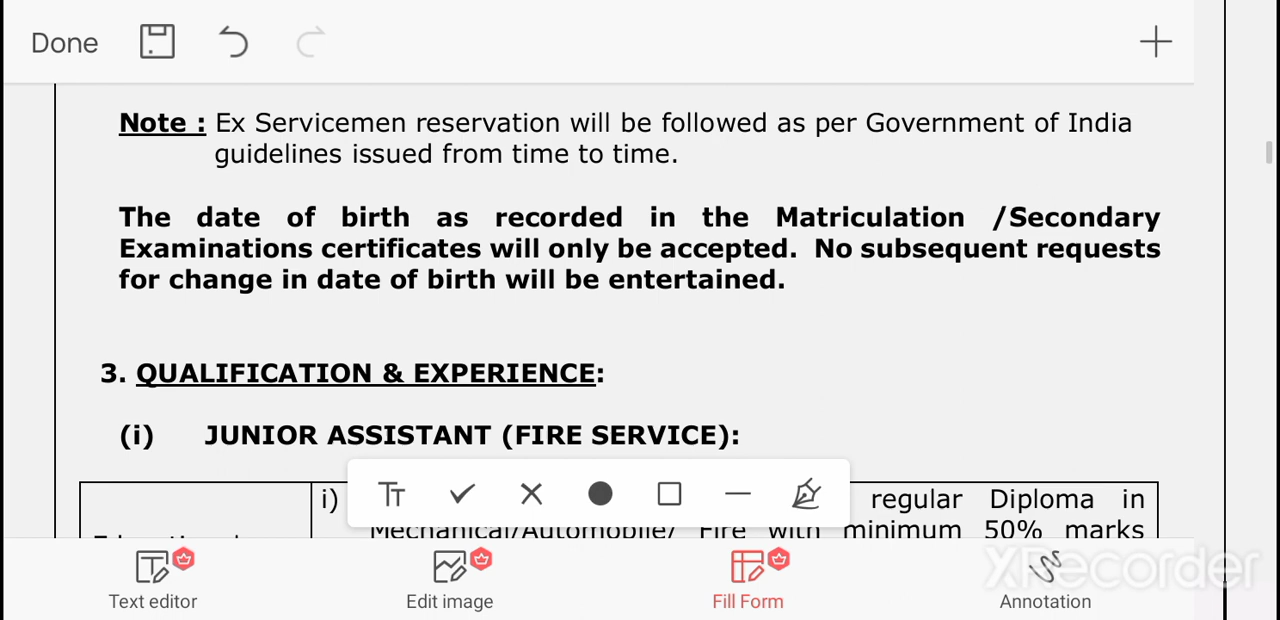 Done
Note : Ex Servicemen reservation will be followed as per Government of India
guidelines issued from time to time.
The date of birth as recorded in the Matriculation /Secondary
Examinations certificates will only be accepted. No subsequent requests
for change in date of birth will be entertained.
3. QUALIFICATION & EXPERIENCE:
(i) JUNIOR ASSISTANT (FIRE SERVICE):
i) regular Diploma in
Mechanical/Automobile/ Fire with minimum 50% marks
Text editor Edit image Fill Form Annotation
XRecorder